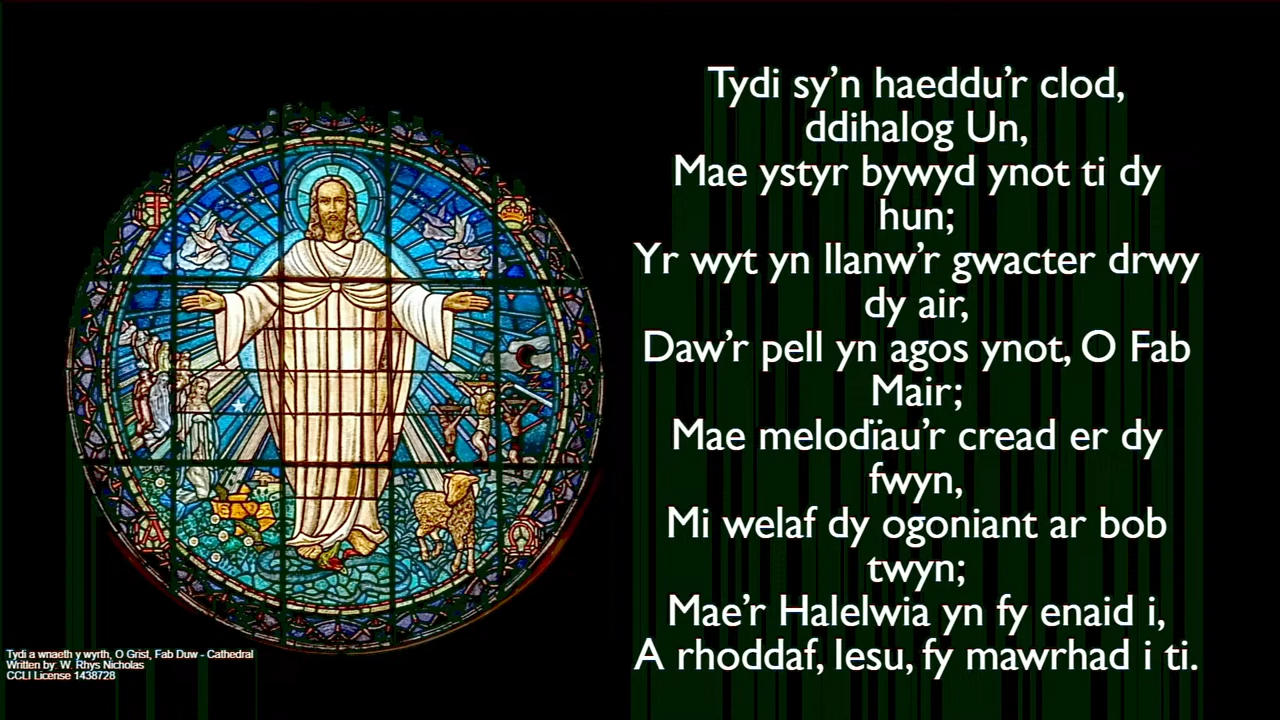 Tydi sy’n haeddu’r clod,
ddihalog Un,
Mae ystyr bywyd ynot ti dy
hun;
Yr wyt yn llanw’r gwacter drwy
dy air,
Daw’r pell yn agos ynot, O Fab
Mair;
Mae melodïau’r cread er dy
fwyn,
Mi welaf dy ogoniant ar bob
twyn;
Mae’r Halelwia yn fy enaid i,
A rhoddaf, Iesu, fy mawrhad i ti.
Tydi a wnaeth y wyrth, O Grist, Fab Duw - Cathedral
Written by: W. Rhys Nicholas
CCLI License 1438728